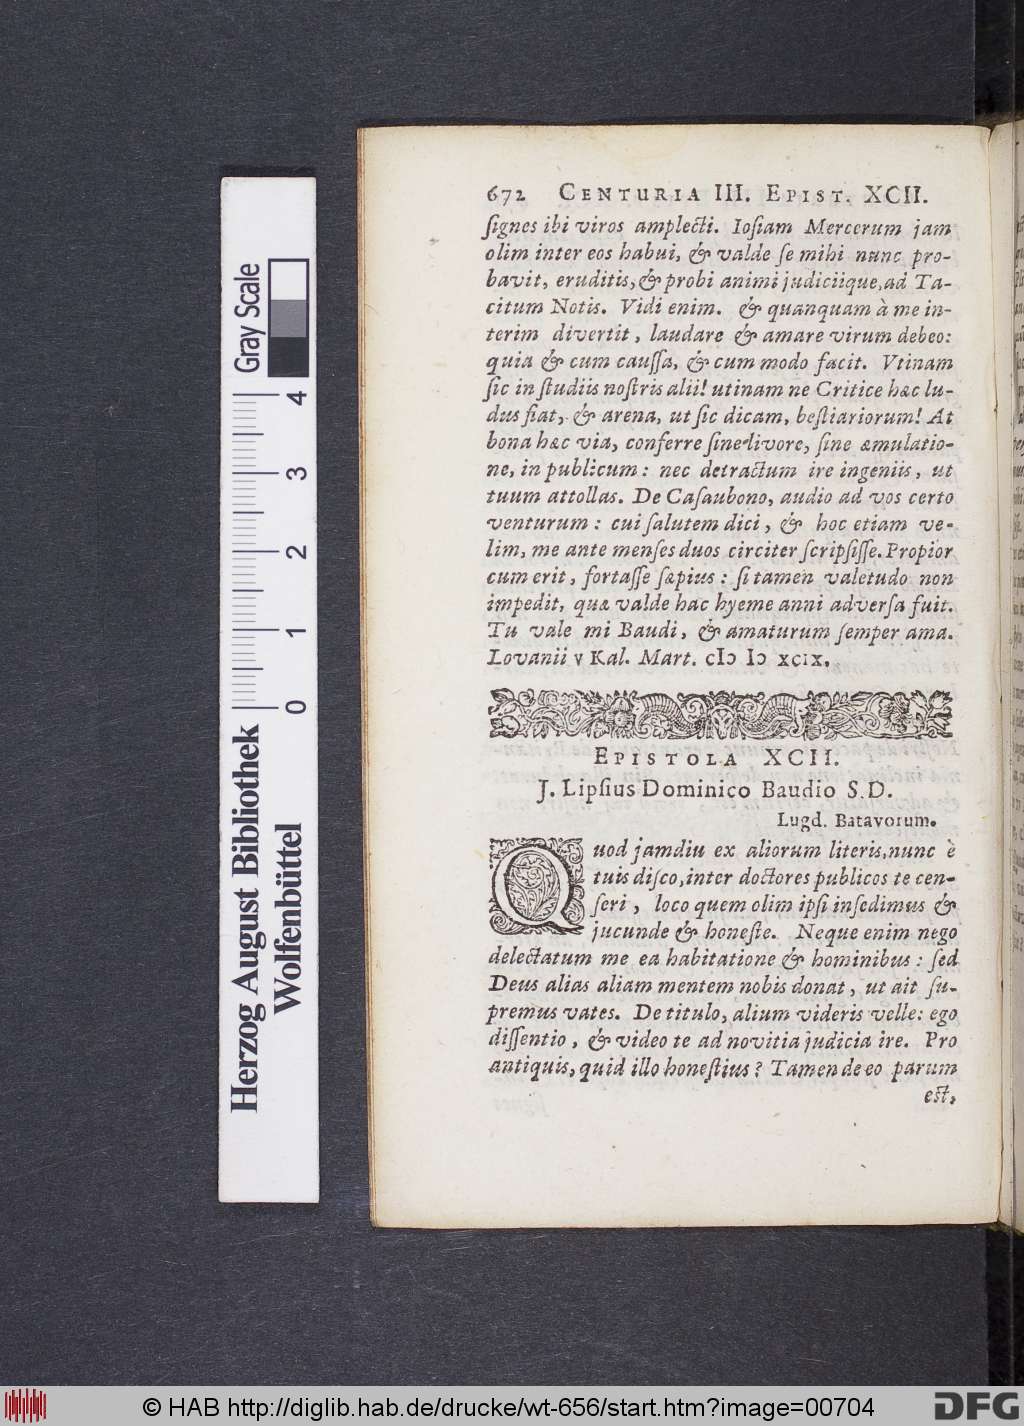 672 CENTURIA III. EPIST. XCII.
ſignes ibi viros amplecti. Ioſiam Mercerum jam
olim inter eos habui, & valde ſe mihi nunc pro-
bavit, eruditis, & probi animi judiciique, ad Ta-
citum Notis. Vidi enim. & quanquam à me in-
terim divertit, laudare & amare virum debeo:
quia & cum cauſſa, & cum modo facit. Vtinam
ſic in ſtudiis noſtris alii! utinam ne Critice hæc lu-
dus fiat, & arena, ut ſic dicam, beſtiariorum! At
bona hæc via, conferre ſine livore, ſine æmulatio-
ne, in publicum: nec detractum ire ingeniis, ut
tuum attollas. De Caſaubono, audio ad vos certo
venturum: cui ſalutem dici, & hoc etiam ve-
lim, me ante menſes duos circiter ſcripſiſſe. Propior
cum erit, fortaſſe ſæpius: ſi tamen valetudo non
impedit, quæ valde hac hyeme anni adverſa fuit.
Tu vale mi Baudi, & amaturum ſemper ama.
Lovanii V Kal. Mart. cIↄ Iↄ XCIX.
EPISTOLA XCII.
J. Lipſius Dominico Baudio S.D.
Lugd. Batavorum.
Quod jamdiu ex aliorum literis, nunc è
tuis diſco, inter doctores publicos te cen-
ſeri, loco quem olim ipſi inſedimus &
jucunde & honeſte. Neque enim nego
delectatum me ea habitatione & hominibus: ſed
Deus alias aliam mentem nobis donat, ut ait ſu-
premus vates. De titulo, alium videris velle: ego
diſſentio, & video te ad novitia judicia ire. Pro
antiquis, quid illo honeſtius? Tamen de eo parum
eſt,
Gray Scale
4
3
2
1
0
Herzog August Bibliothek
Wolfenbüttel
© HAB http://diglib.hab.de/drucke/wt-656/start.htm?image=00704
DFG